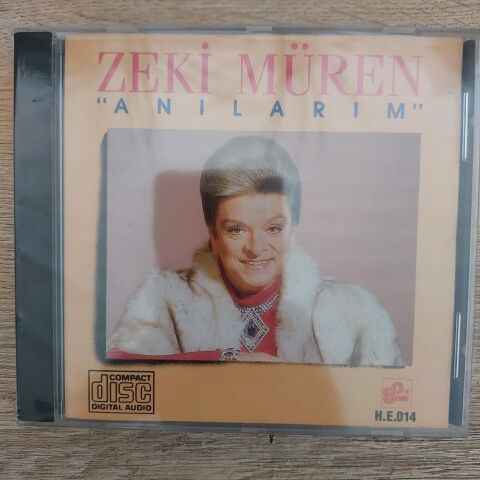 ZEKİ MÜREN
"ANILARIM"
COMPACT
disc
DIGITAL AUDIO
H.E.014